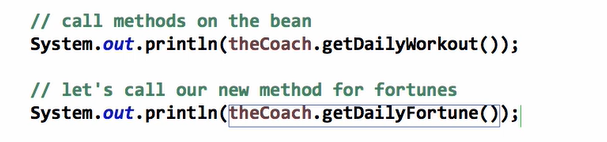 // call methods on the bean
System.out.println(theCoach.getDailyWorkout());
// let's call our new method for fortunes
System.out.println(theCoach.getDailyFortune());